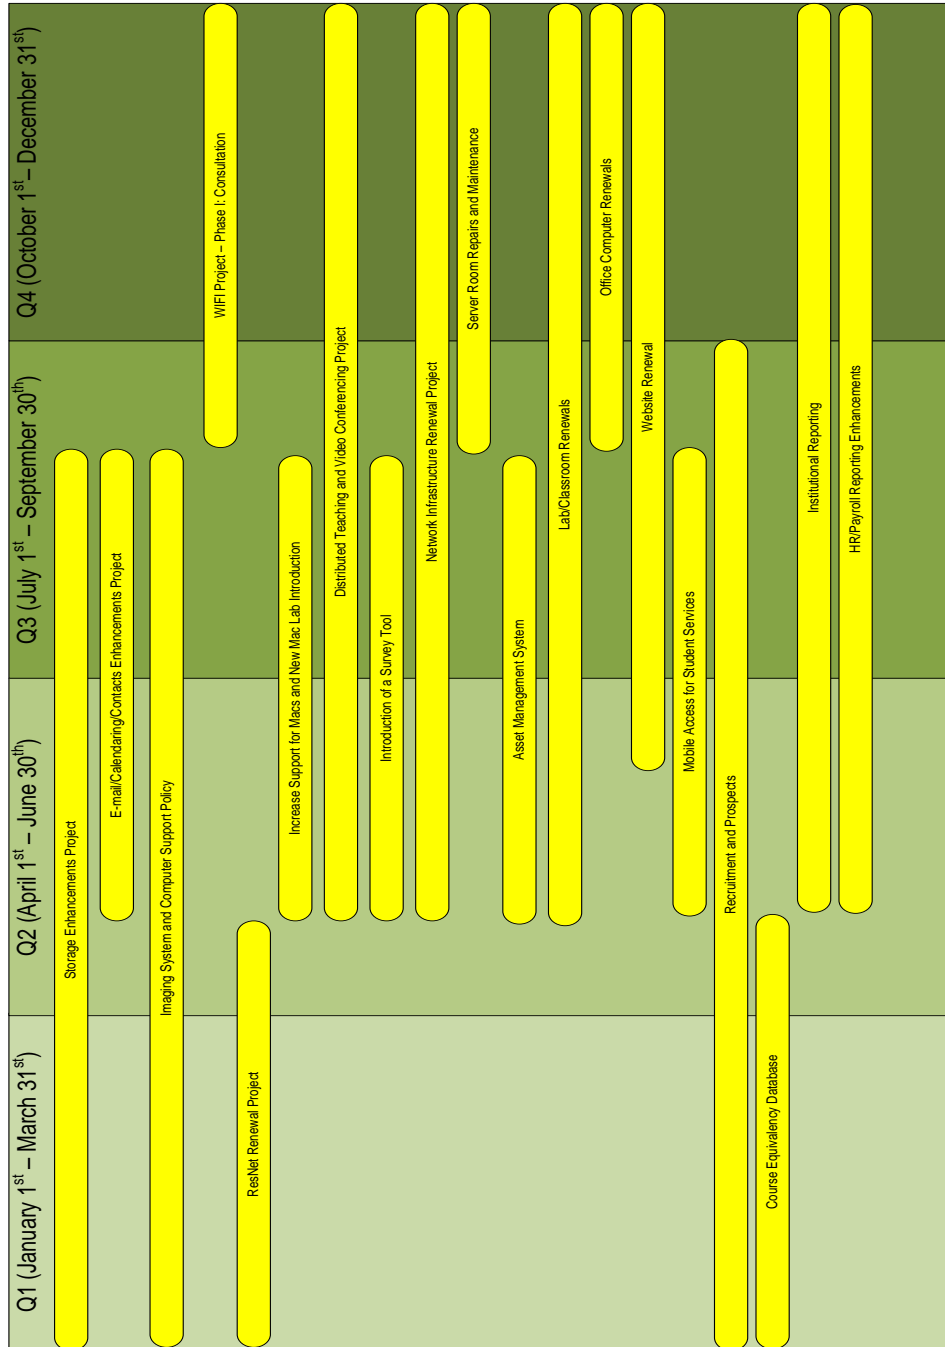 Q1 (January 1st – March 31st)
Q2 (April 1st – June 30th)
Q3 (July 1st – September 30th)
Q4 (October 1st – December 31st)
Storage Enhancements Project
E-mail/Calendaring/Contacts Enhancements Project
Imaging System and Computer Support Policy
WIFI Project – Phase I: Consultation
ResNet Renewal Project
Increase Support for Macs and New Mac Lab Introduction
Distributed Teaching and Video Conferencing Project
Introduction of a Survey Tool
Network Infrastructure Renewal Project
Server Room Repairs and Maintenance
Asset Management System
Lab/Classroom Renewals
Office Computer Renewals
Website Renewal
Mobile Access for Student Services
Recruitment and Prospects
Course Equivalency Database
Institutional Reporting
HR/Payroll Reporting Enhancements